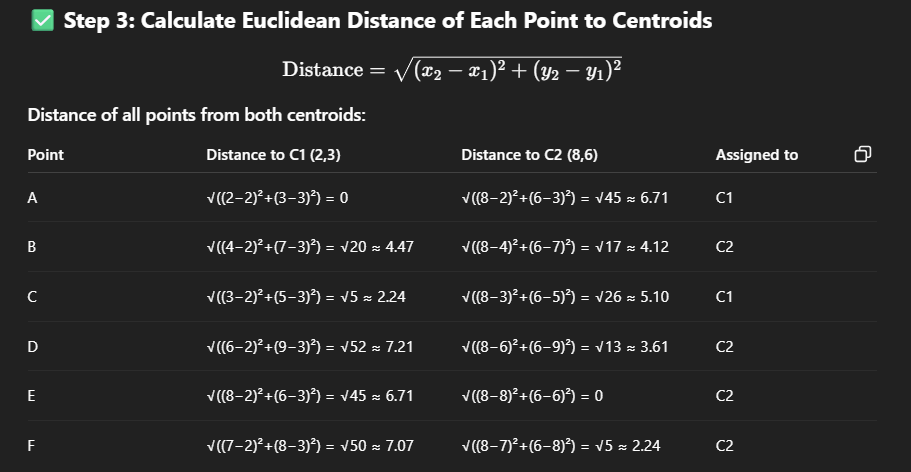 ✅ Step 3: Calculate Euclidean Distance of Each Point to Centroids
Distance = √((x₂ − x₁)² + (y₂ − y₁)²)
Distance of all points from both centroids:
Point Distance to C1 (2,3) Distance to C2 (8,6) Assigned to
A √((2−2)²+(3−3)²) = 0 √((8−2)²+(6−3)²) = √45 ≈ 6.71 C1
B √((4−2)²+(7−3)²) = √20 ≈ 4.47 √((8−4)²+(6−7)²) = √17 ≈ 4.12 C2
C √((3−2)²+(5−3)²) = √5 ≈ 2.24 √((8−3)²+(6−5)²) = √26 ≈ 5.10 C1
D √((6−2)²+(9−3)²) = √52 ≈ 7.21 √((8−6)²+(6−9)²) = √13 ≈ 3.61 C2
E √((8−2)²+(6−3)²) = √45 ≈ 6.71 √((8−8)²+(6−6)²) = 0 C2
F √((7−2)²+(8−3)²) = √50 ≈ 7.07 √((8−7)²+(6−8)²) = √5 ≈ 2.24 C2